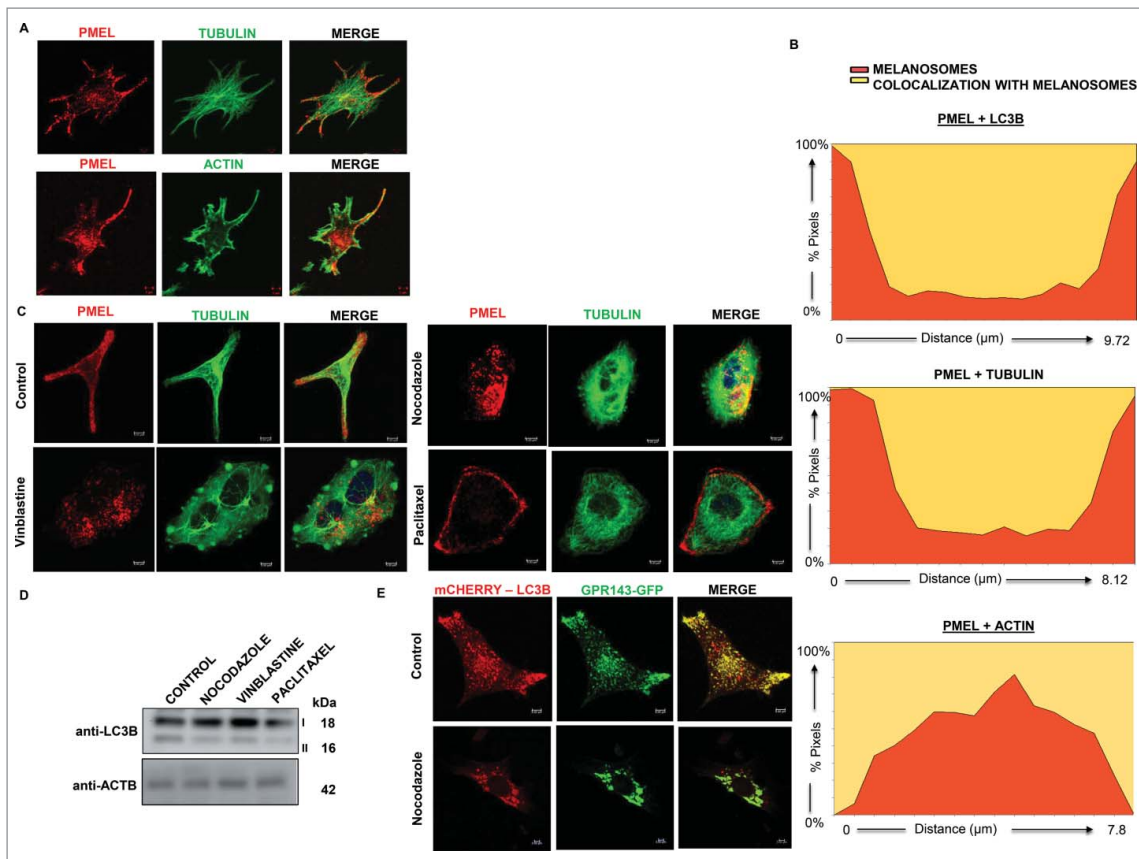 A
PMEL
TUBULIN
MERGE
PMEL
ACTIN
MERGE
B
MELANOSOMES
COLOCALIZATION WITH MELANOSOMES
PMEL + LC3B
100%
% Pixels
0%
0
Distance (µm)
9.72
PMEL + TUBULIN
100%
% Pixels
0%
0
Distance (µm)
8.12
PMEL + ACTIN
100%
% Pixels
0%
0
Distance (µm)
7.8
C
PMEL
TUBULIN
MERGE
Control
Vinblastine
PMEL
TUBULIN
MERGE
Nocodazole
Paclitaxel
D
CONTROL
NOCODAZOLE
VINBLASTINE
PACLITAXEL
kDa
anti-LC3B
I 18
II 16
anti-ACTB
42
E
mCHERRY – LC3B
GPR143-GFP
MERGE
Control
Nocodazole